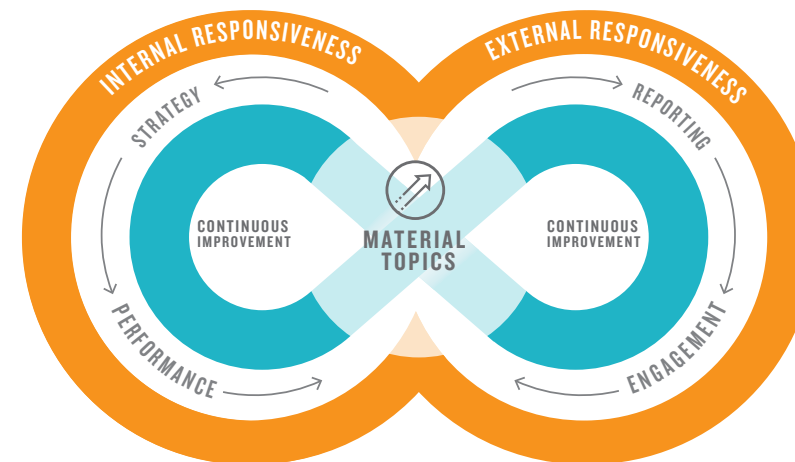 INTERNAL RESPONSIVENESS
EXTERNAL RESPONSIVENESS
STRATEGY
REPORTING
CONTINUOUS
IMPROVEMENT
MATERIAL
TOPICS
CONTINUOUS
IMPROVEMENT
PERFORMANCE
ENGAGEMENT